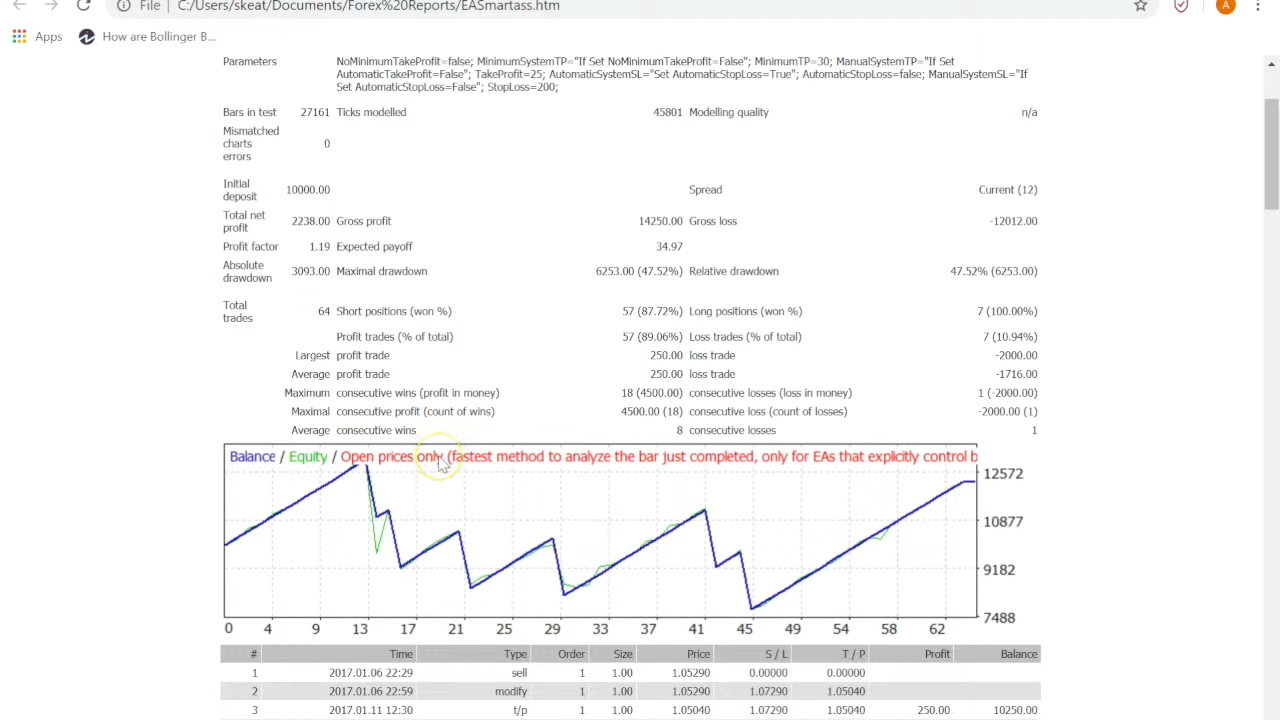 File C:/Users/skeat/Documents/Forex%20Reports/EASmartass.htm
A
Apps How are Bollinger B...
Parameters NoMinimumTakeProfit=false; MinimumSystemTP="If Set NoMinimumTakeProfit=False"; MinimumTP=30; ManualSystemTP="If Set
AutomaticTakeProfit=False"; TakeProfit=25; AutomaticSystemSL="Set AutomaticStopLoss=True"; AutomaticStopLoss=false; ManualSystemSL="If
Set AutomaticStopLoss=False"; StopLoss=200;
Bars in test 27161 Ticks modelled 45801 Modelling quality n/a
Mismatched
charts
errors 0
Initial
deposit 10000.00 Spread Current (12)
Total net
profit 2238.00 Gross profit 14250.00 Gross loss -12012.00
Profit factor 1.19 Expected payoff 34.97
Absolute
drawdown 3093.00 Maximal drawdown 6253.00 (47.52%) Relative drawdown 47.52% (6253.00)
Total
trades 64 Short positions (won %) 57 (87.72%) Long positions (won %) 7 (100.00%)
Profit trades (% of total) 57 (89.06%) Loss trades (% of total) 7 (10.94%)
Largest profit trade 250.00 loss trade -2000.00
Average profit trade 250.00 loss trade -1716.00
Maximum consecutive wins (profit in money) 18 (4500.00) consecutive losses (loss in money) 1 (-2000.00)
Maximal consecutive profit (count of wins) 4500.00 (18) consecutive loss (count of losses) -2000.00 (1)
Average consecutive wins 8 consecutive losses 1
Balance / Equity / Open prices only (fastest method to analyze the bar just completed, only for EAs that explicitly control b
12572
10877
9182
7488
0 4 9 13 17 21 25 29 33 37 41 45 49 54 58 62
# Time Type Order Size Price S / L T / P Profit Balance
1 2017.01.06 22:29 sell 1 1.00 1.05290 0.00000 0.00000
2 2017.01.06 22:59 modify 1 1.00 1.05290 1.07290 1.05040
3 2017.01.11 12:30 t/p 1 1.00 1.05040 1.07290 1.05040 250.00 10250.00